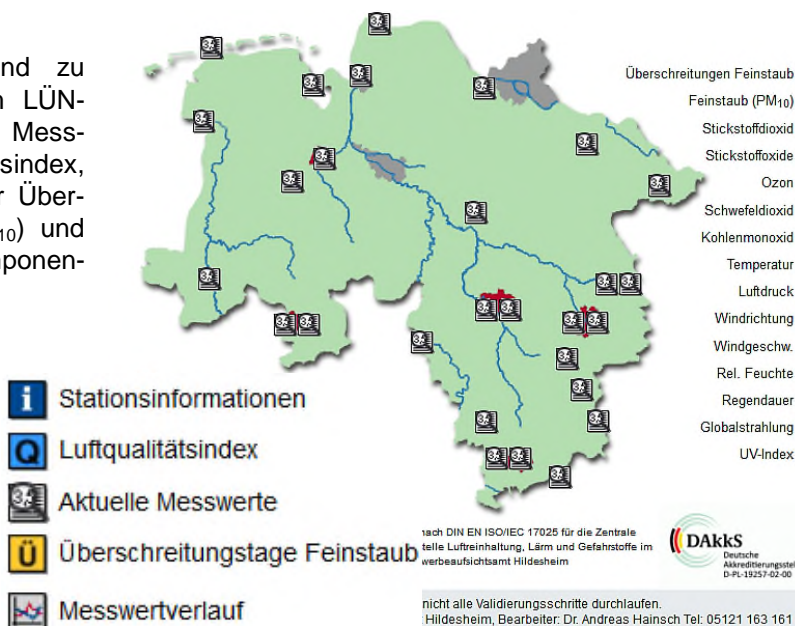 nd zu
n LÜN-
Mess-
sindex,
r Über-
10) und
nponen-
Überschreitungen Feinstaub
Feinstaub (PM10)
Stickstoffdioxid
Stickstoffoxide
Ozon
Schwefeldioxid
Kohlenmonoxid
Temperatur
Luftdruck
Windrichtung
Windgeschw.
Rel. Feuchte
Regendauer
Globalstrahlung
UV-Index
Stationsinformationen
Luftqualitätsindex
Aktuelle Messwerte
Überschreitungstage Feinstaub
Messwertverlauf
nach DIN EN ISO/IEC 17025 für die Zentrale
telle Luftreinhaltung, Lärm und Gefahrstoffe im
werbeaufsichtsamt Hildesheim
DAkkS
Deutsche
Akkreditierungsstel
D-PL-19257-02-00
nicht alle Validierungsschritte durchlaufen.
Hildesheim, Bearbeiter: Dr. Andreas Hainsch Tel: 05121 163 161